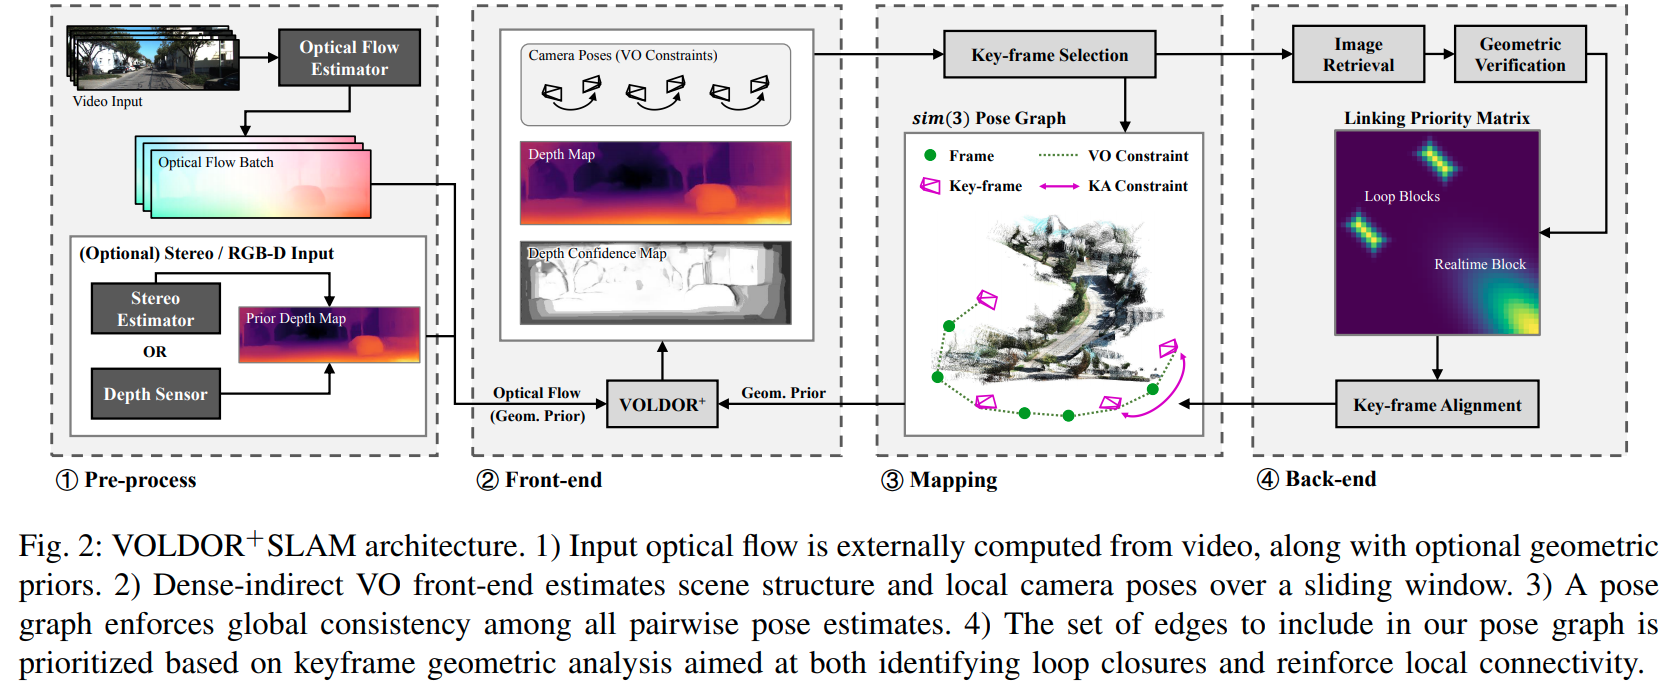 Video Input
Optical Flow
Estimator
Optical Flow Batch
(Optional) Stereo / RGB-D Input
Stereo
Estimator
OR
Depth Sensor
Prior Depth Map
① Pre-process
Camera Poses (VO Constraints)
Depth Map
Depth Confidence Map
Optical Flow
(Geom. Prior)
VOLDOR⁺
Geom. Prior
② Front-end
Key-frame Selection
sim(3) Pose Graph
Frame
VO Constraint
Key-frame
KA Constraint
③ Mapping
Image
Retrieval
Geometric
Verification
Linking Priority Matrix
Loop Blocks
Realtime Block
Key-frame Alignment
④ Back-end
Fig. 2: VOLDOR⁺SLAM architecture. 1) Input optical flow is externally computed from video, along with optional geometric
priors. 2) Dense-indirect VO front-end estimates scene structure and local camera poses over a sliding window. 3) A pose
graph enforces global consistency among all pairwise pose estimates. 4) The set of edges to include in our pose graph is
prioritized based on keyframe geometric analysis aimed at both identifying loop closures and reinforce local connectivity.